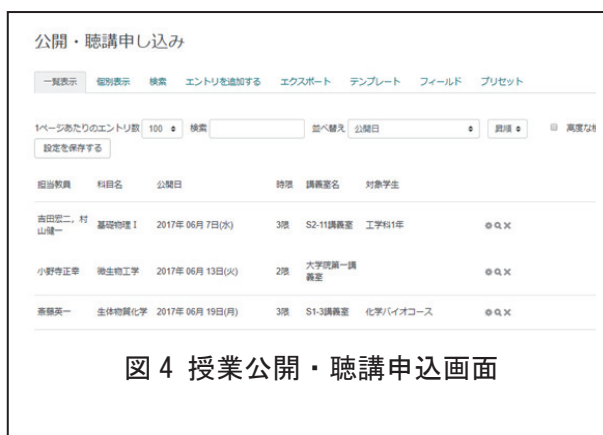 公開・聴講申し込み
一覧表示 個別表示 検索 エントリを追加する エクスポート テンプレート フィールド プリセット
1ページあたりのエントリ数 100 検索 並べ替え 公開日 昇順 高度な検
設定を保存する
担当教員 科目名 公開日 時限 講義室名 対象学生
吉田宏二，村山健一 基礎物理Ⅰ 2017年 06月 7日(水) 3限 S2-11講義室 工学科1年
小野寺正幸 微生物工学 2017年 06月 13日(火) 2限 大学院第一講義室
斎藤英一 生体物質化学 2017年 06月 19日(月) 3限 S1-3講義室 化学バイオコース
図 4 授業公開・聴講申込画面